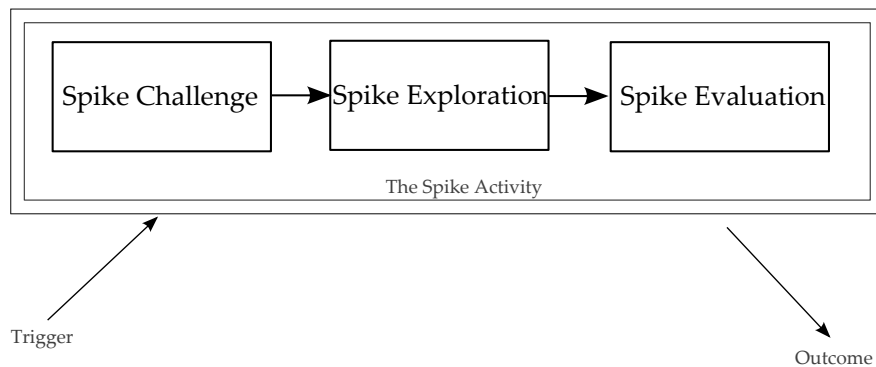 Spike Challenge
Spike Exploration
Spike Evaluation
The Spike Activity
Trigger
Outcome